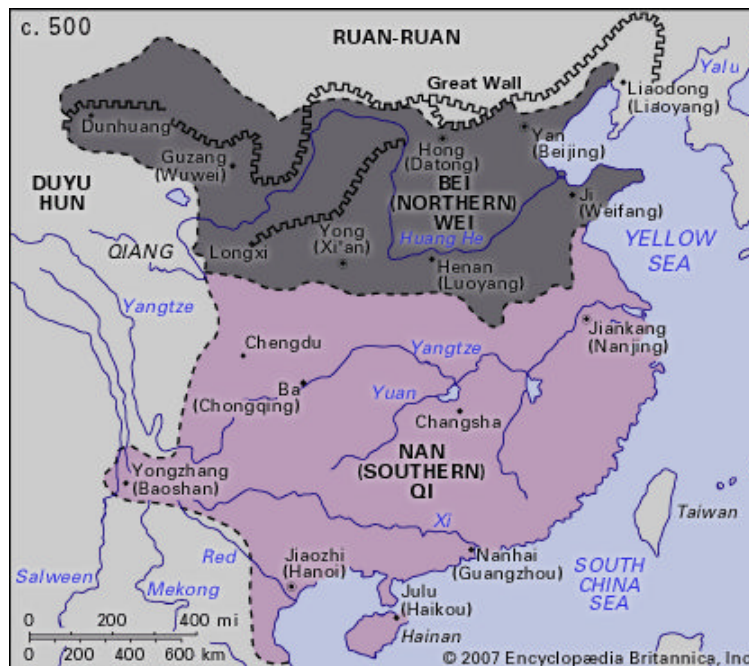 c. 500
RUAN-RUAN
Great Wall
Yalu
Liaodong
(Liaoyang)
Dunhuang
Guzang
(Wuwei)
Hong
(Datong)
Yan
(Beijing)
DUYU
HUN
BEI
(NORTHERN)
WEI
Ji
(Weifang)
QIANG
Longxi
Yong
(Xi'an)
Huang He
Henan
(Luoyang)
YELLOW
SEA
Yangtze
Chengdu
Yangtze
Jiankang
(Nanjing)
Ba
(Chongqing)
Yuan
Changsha
NAN
(SOUTHERN)
QI
Yongzhang
(Baoshan)
Xi
Taiwan
Red
Jiaozhi
(Hanoi)
Nanhai
(Guangzhou)
SOUTH
CHINA
SEA
Salween
Mekong
Julu
(Haikou)
Hainan
0 200 400 mi
0 200 400 600 km
© 2007 Encyclopædia Britannica, Inc